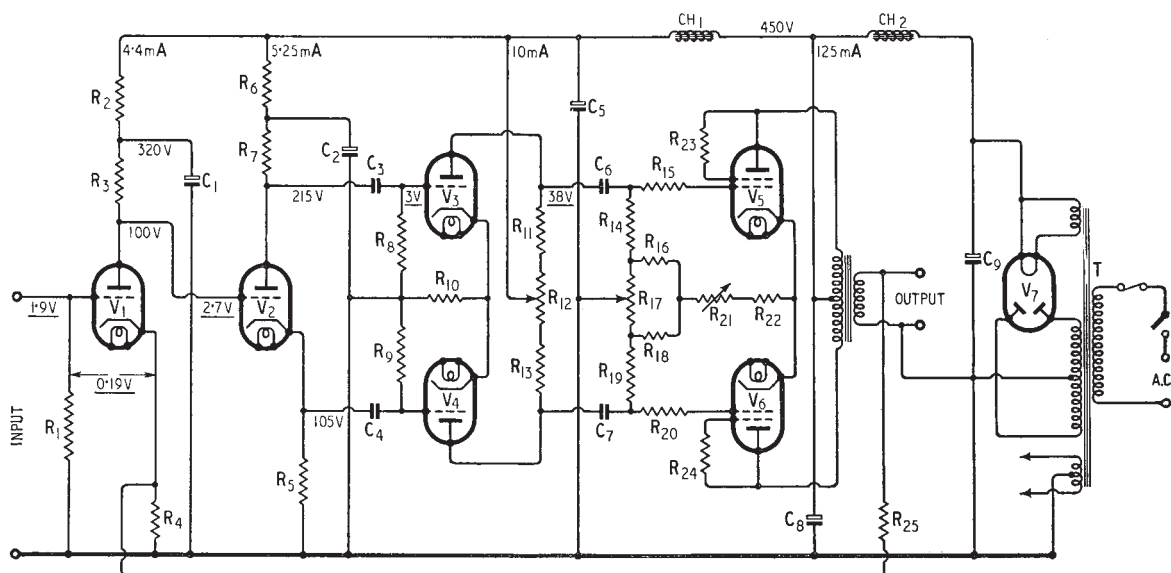 CH1
450V
CH2
4·4mA
5·25mA
10mA
125mA
R2
R6
C5
R23
320V
R7
C2
C3
C6
R15
V5
R3
C1
215V
3V
V3
38V
R14
R16
C9
V7
T
100V
R8
R11
R10
R12
R17
R21
R22
OUTPUT
1·9V
V1
2·7V
V2
R9
R13
R18
R19
A.C
0·19V
V4
V6
105V
C4
C7
R20
INPUT
R1
R5
R24
R4
C8
R25